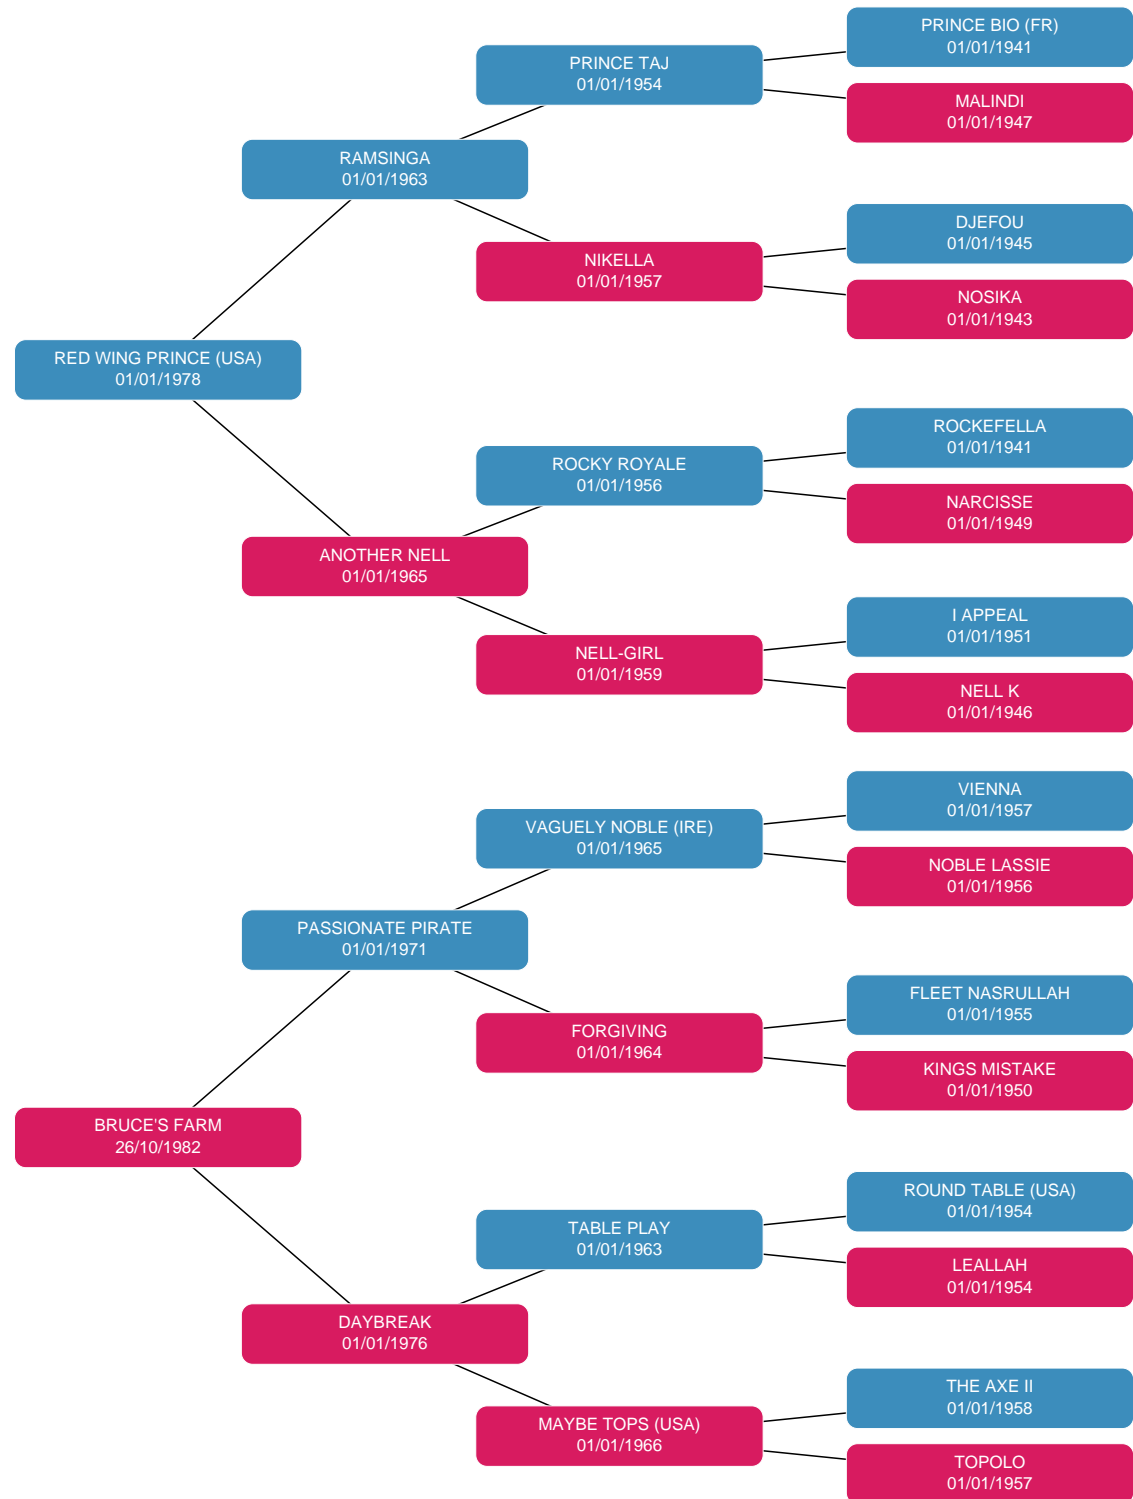 PRINCE BIO (FR)
01/01/1941
PRINCE TAJ
01/01/1954
MALINDI
01/01/1947
RAMSINGA
01/01/1963
DJEFOU
01/01/1945
NIKELLA
01/01/1957
NOSIKA
01/01/1943
RED WING PRINCE (USA)
01/01/1978
ROCKEFELLA
01/01/1941
ROCKY ROYALE
01/01/1956
NARCISSE
01/01/1949
ANOTHER NELL
01/01/1965
I APPEAL
01/01/1951
NELL-GIRL
01/01/1959
NELL K
01/01/1946
VIENNA
01/01/1957
VAGUELY NOBLE (IRE)
01/01/1965
NOBLE LASSIE
01/01/1956
PASSIONATE PIRATE
01/01/1971
FLEET NASRULLAH
01/01/1955
FORGIVING
01/01/1964
KINGS MISTAKE
01/01/1950
BRUCE'S FARM
26/10/1982
ROUND TABLE (USA)
01/01/1954
TABLE PLAY
01/01/1963
LEALLAH
01/01/1954
DAYBREAK
01/01/1976
THE AXE II
01/01/1958
MAYBE TOPS (USA)
01/01/1966
TOPOLO
01/01/1957